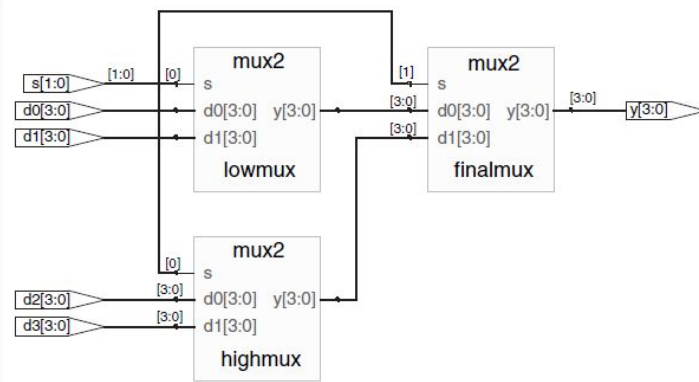 s[1:0]
[1:0]
d0[3:0]
d1[3:0]
[0]
mux2
s
d0[3:0] y[3:0]
d1[3:0]
lowmux
[1]
[3:0]
[3:0]
mux2
s
d0[3:0] y[3:0]
d1[3:0]
finalmux
[3:0]
y[3:0]
d2[3:0]
d3[3:0]
[0]
[3:0]
[3:0]
mux2
s
d0[3:0] y[3:0]
d1[3:0]
highmux